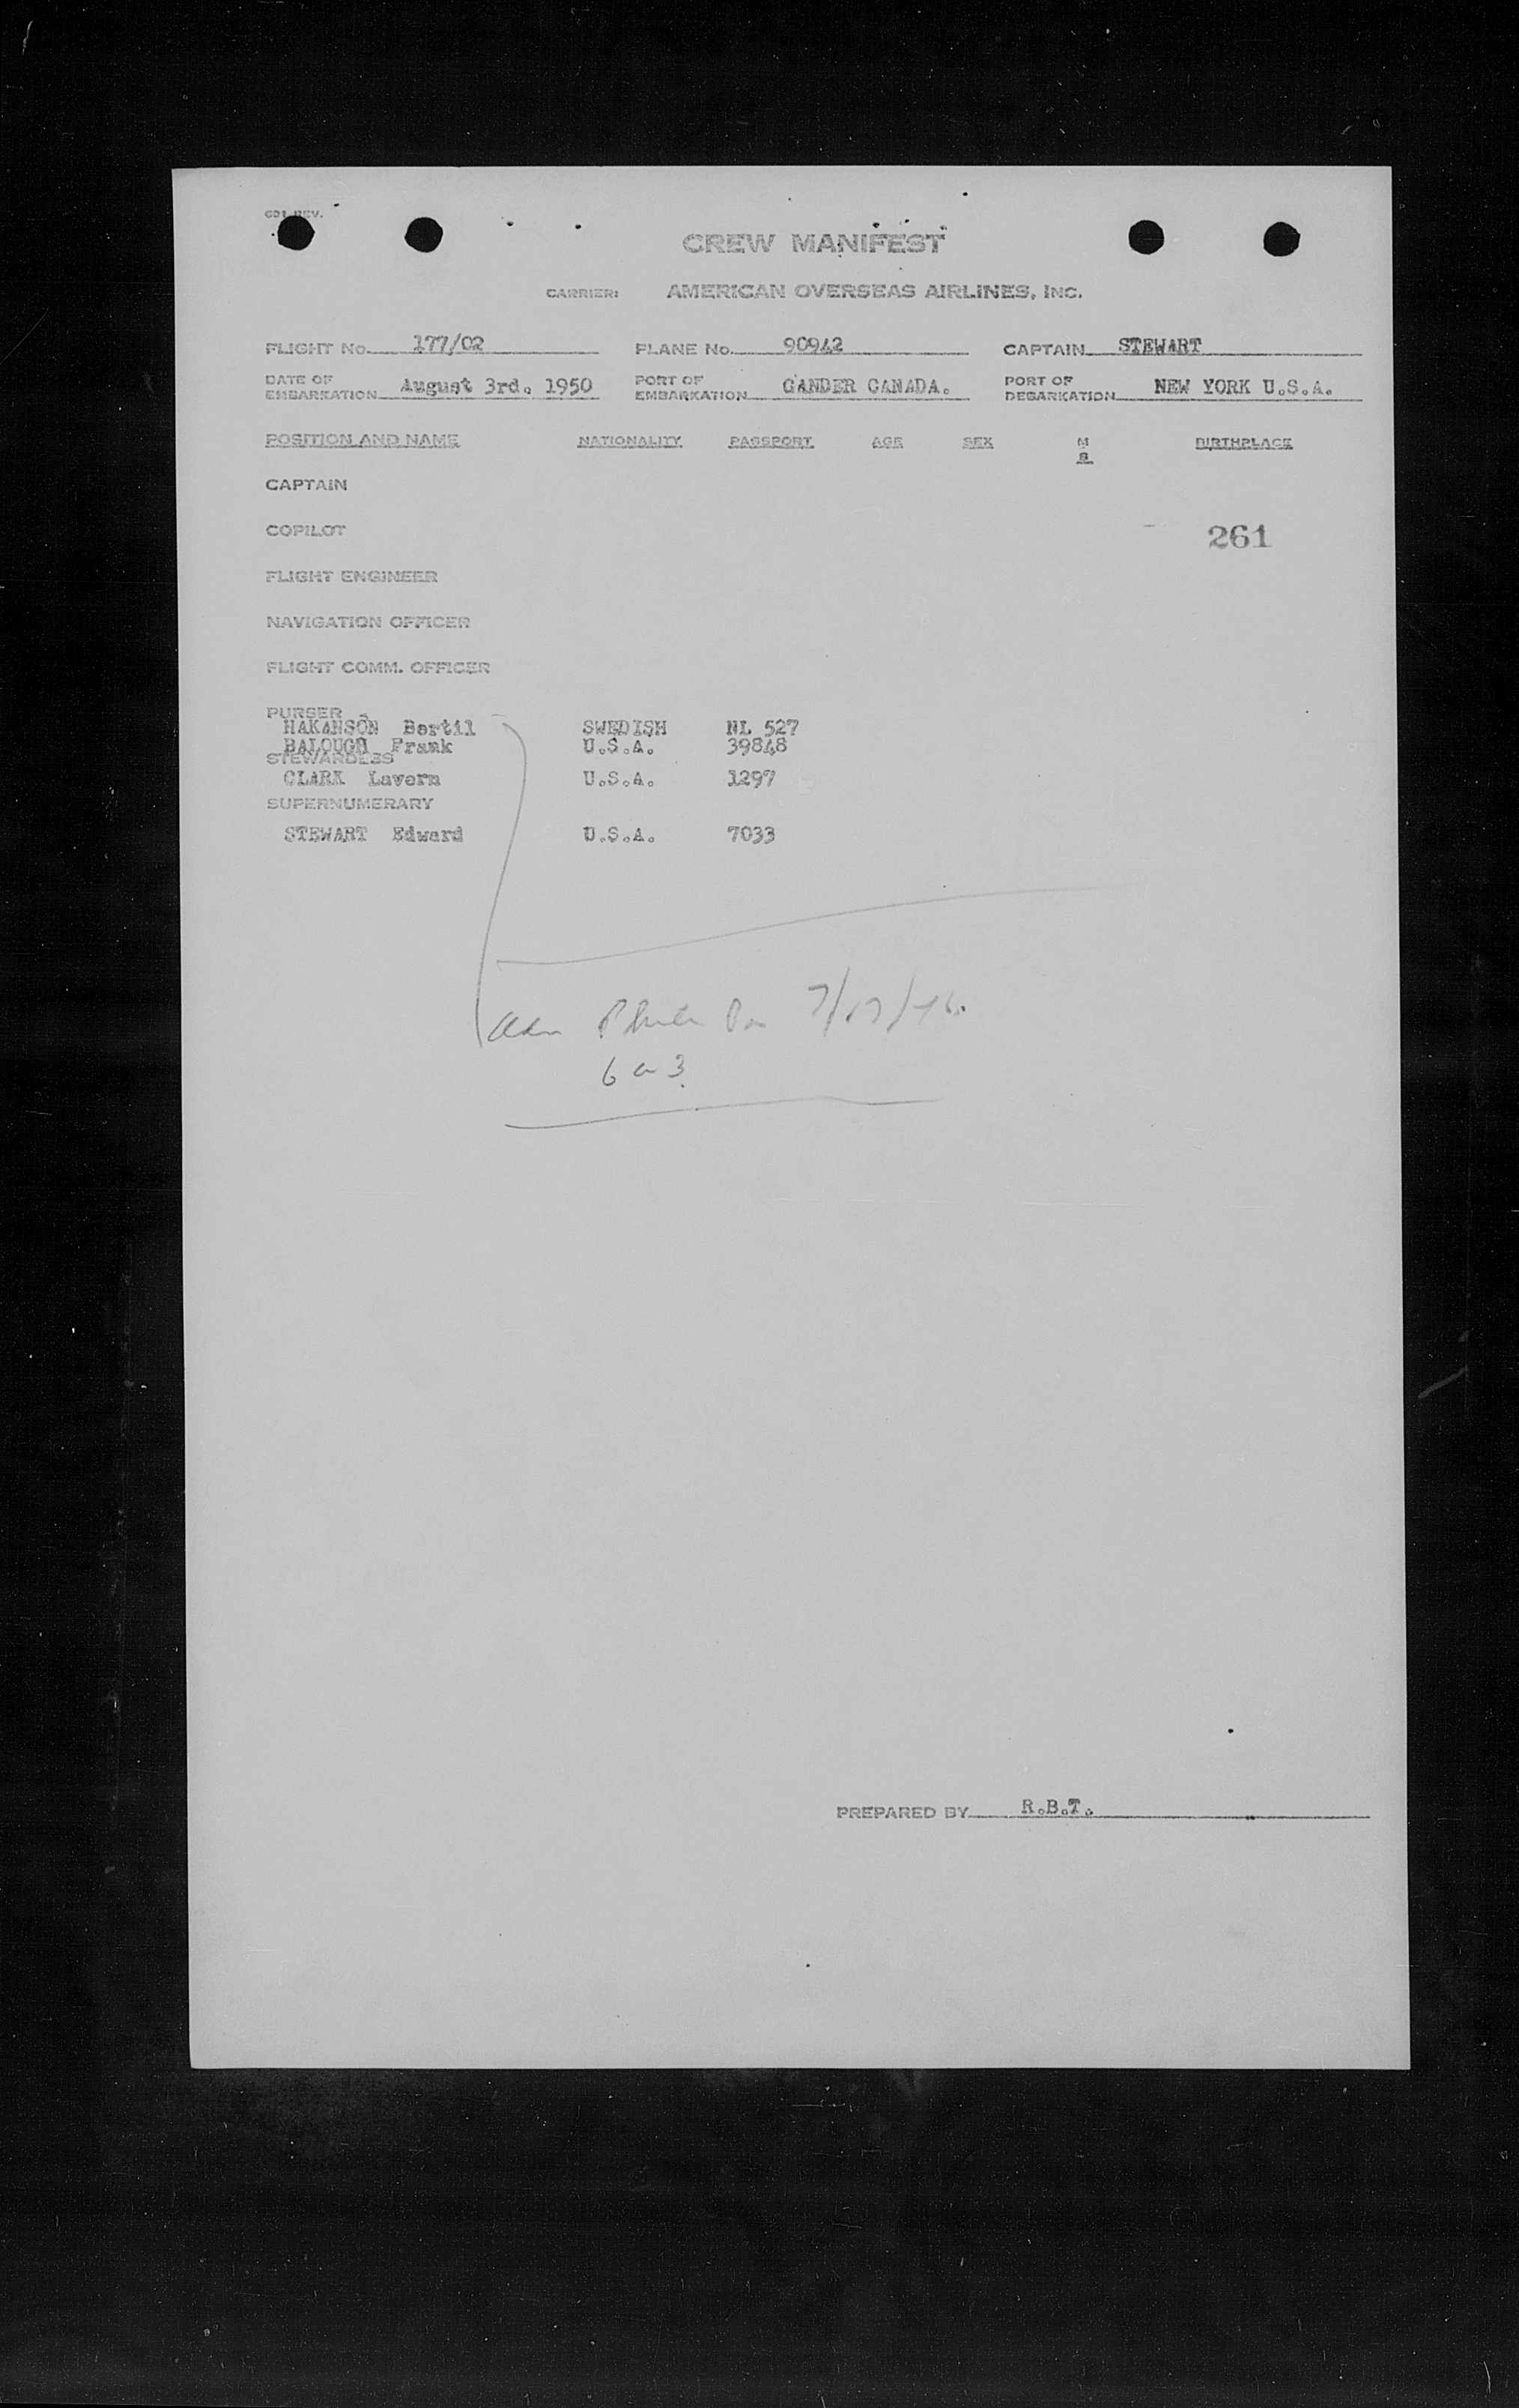 CREW MANIFEST
CARRIER: AMERICAN OVERSEAS AIRLINES, INC.
FLIGHT No. 177/02 PLANE No. 90942 CAPTAIN STEWART
DATE OF EMBARKATION August 3rd. 1950 PORT OF EMBARKATION GANDER CANADA. PORT OF DEBARKATION NEW YORK U.S.A.
POSITION AND NAME NATIONALITY PASSPORT AGE SEX M S BIRTHPLACE
CAPTAIN
COPILOT 261
FLIGHT ENGINEER
NAVIGATION OFFICER
FLIGHT COMM. OFFICER
PURSER
HAKANSON Bertil SWEDISH NL 527
BALOUGH Frank U.S.A. 39848
STEWARDESS
CLARK Lavern U.S.A. 1297
SUPERNUMERARY
STEWART Edward U.S.A. 7033
PREPARED BY R.B.T.